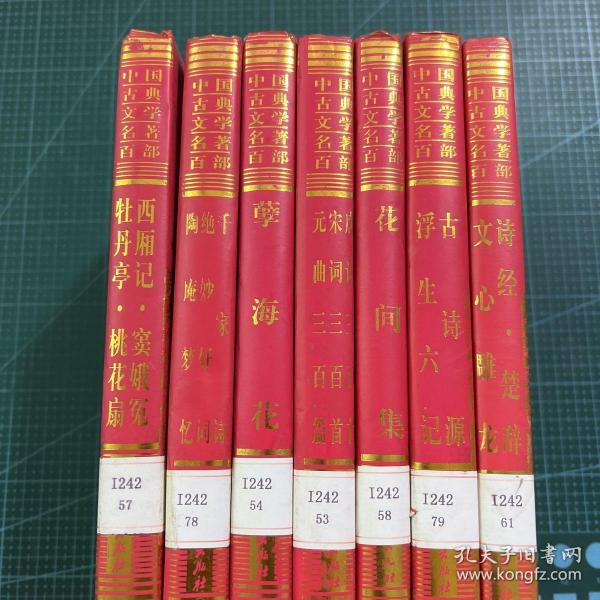 中国
古典
文学
名著
百部
西厢记·窦娥冤
牡丹亭·桃花扇
I242
57
中国
古典
文学
名著
百部
千家诗
绝妙好词
陶庵梦忆
I242
78
中国
古典
文学
名著
百部
孽海花
I242
54
中国
古典
文学
名著
百部
宋词三百首
元曲三百篇
I242
53
中国
古典
文学
名著
百部
花间集
I242
58
中国
古典
文学
名著
百部
古诗源
浮生六记
I242
79
中国
古典
文学
名著
百部
诗经·楚辞
文心雕龙
I242
61
孔夫子旧书网
www.kongfz.com